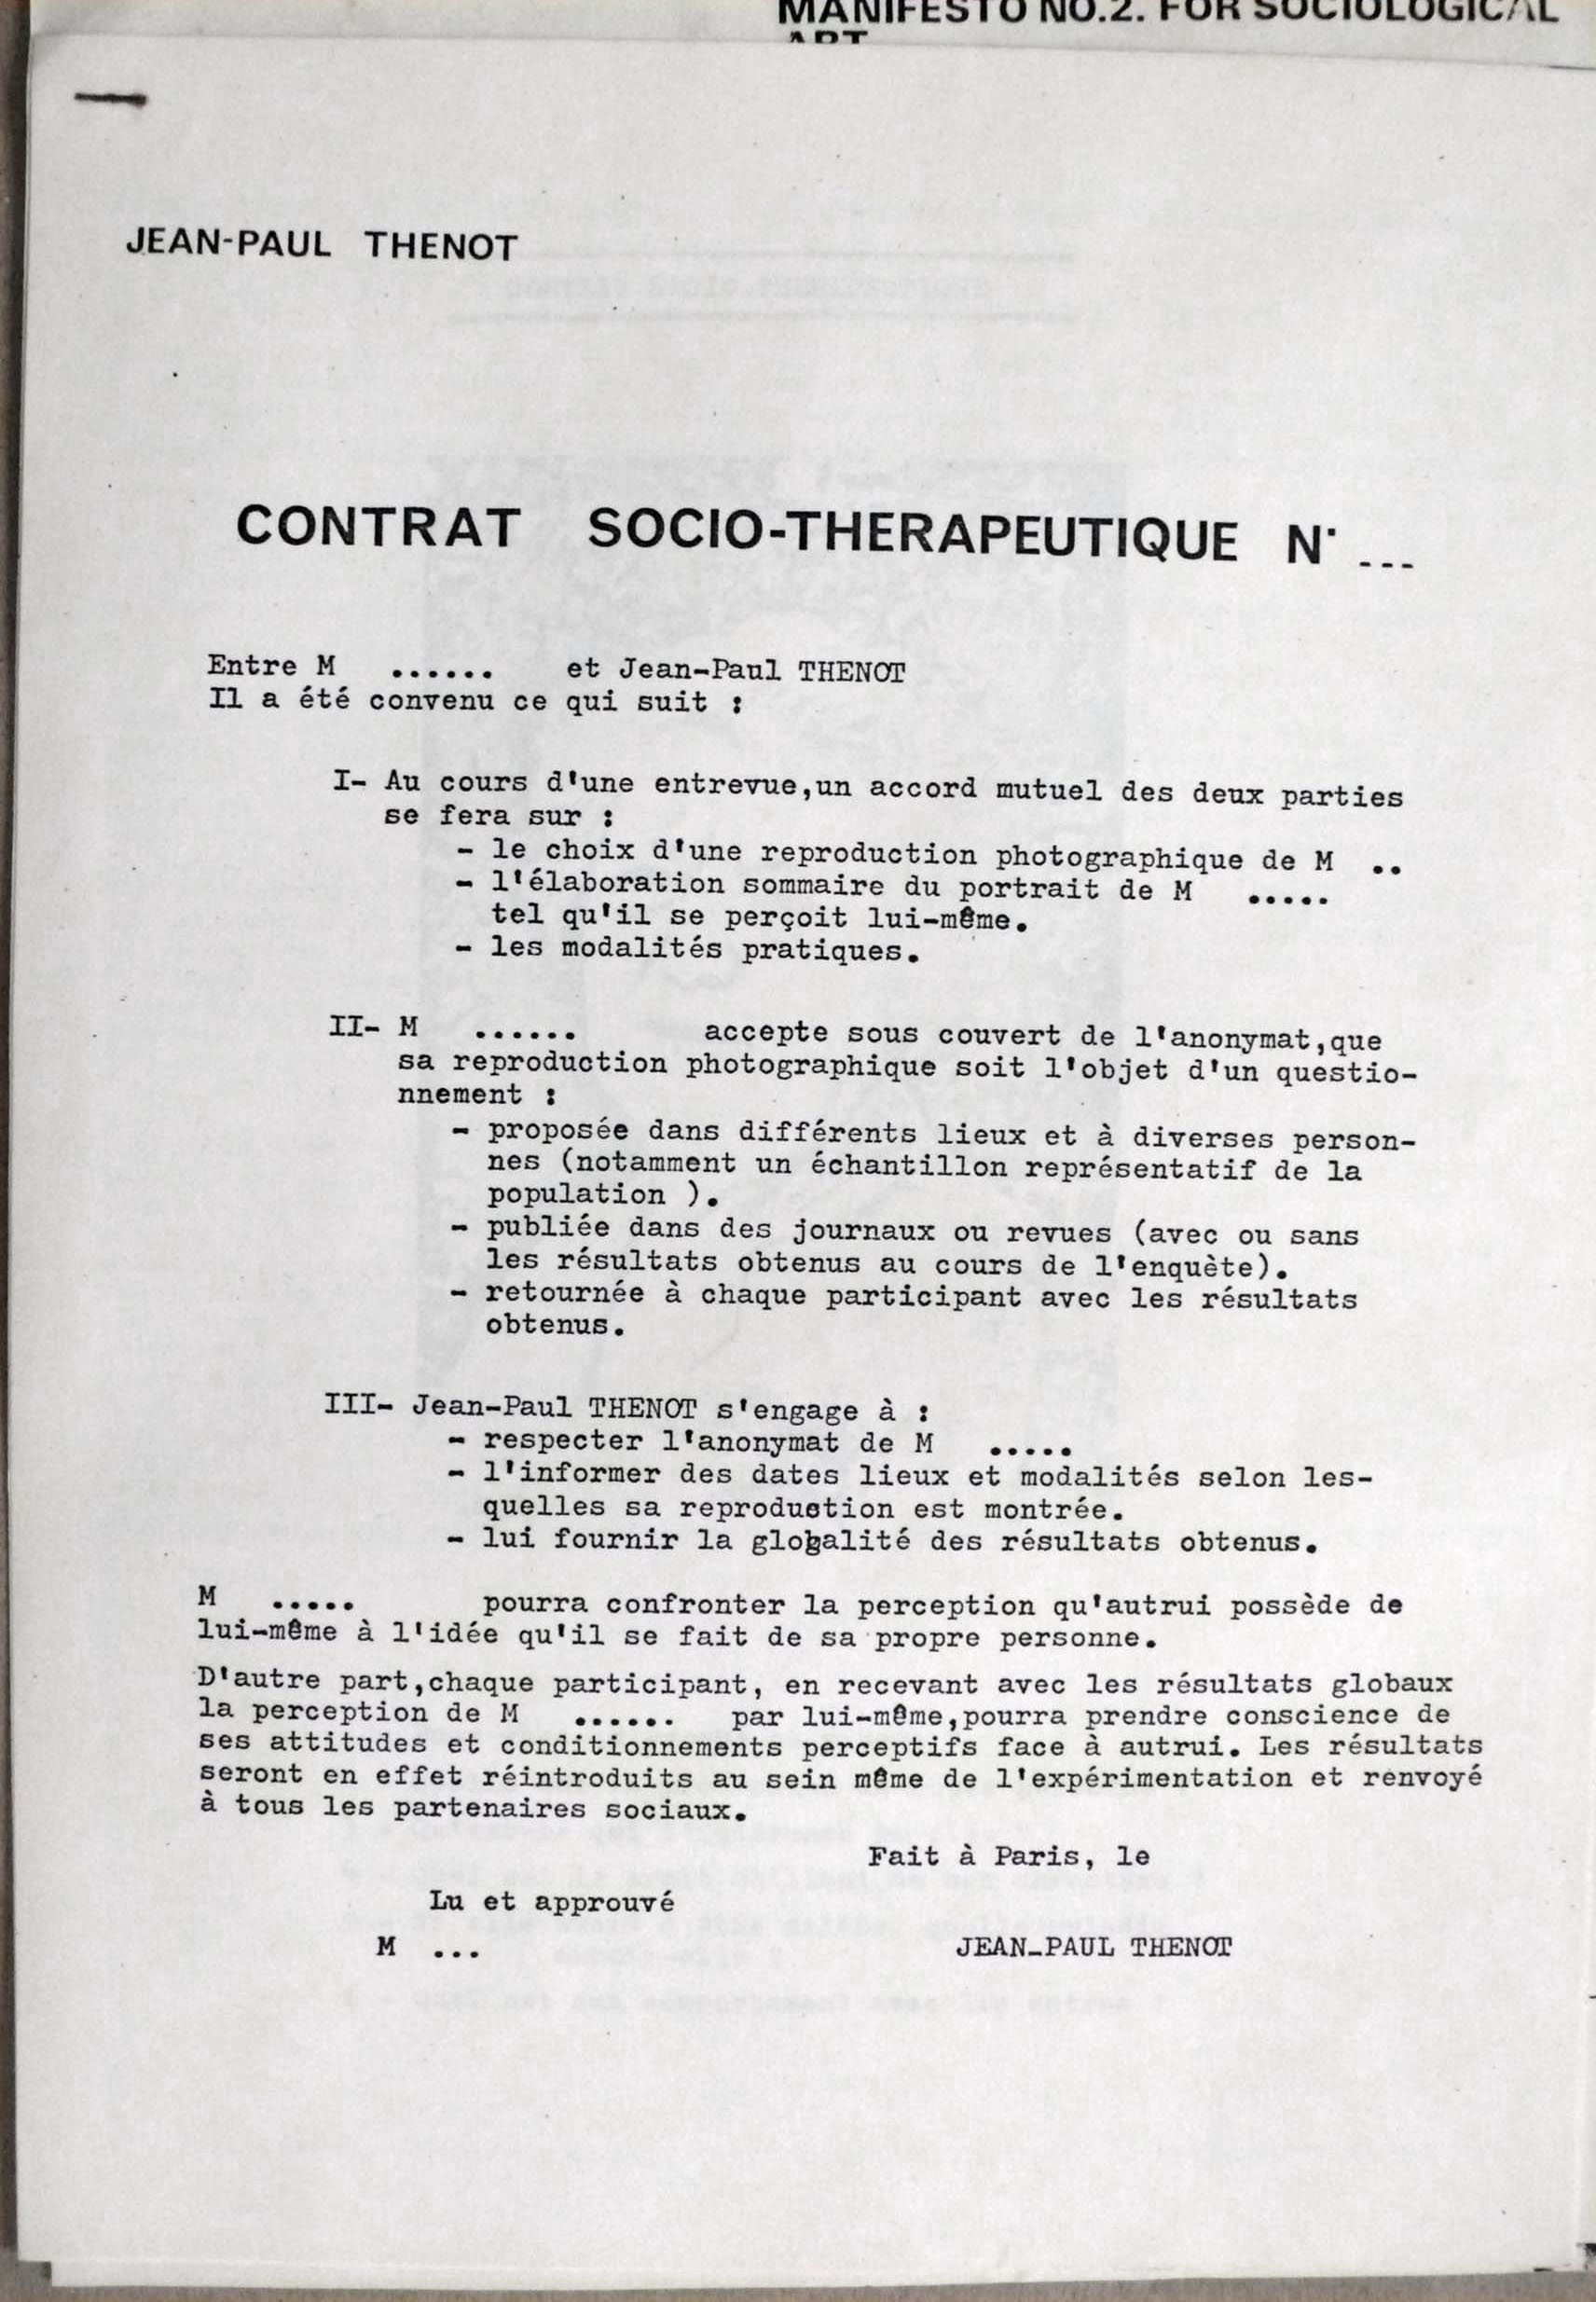 MANIFESTO NO.2. FOR SOCIOLOGICAL
ART
JEAN-PAUL THENOT
CONTRAT SOCIO-THERAPEUTIQUE N° ---
Entre M ...... et Jean-Paul THENOT
Il a été convenu ce qui suit :
I- Au cours d'une entrevue,un accord mutuel des deux parties
se fera sur :
- le choix d'une reproduction photographique de M ..
- l'élaboration sommaire du portrait de M .....
tel qu'il se perçoit lui-même.
- les modalités pratiques.
II- M ...... accepte sous couvert de l'anonymat,que
sa reproduction photographique soit l'objet d'un questio-
nnement :
- proposée dans différents lieux et à diverses person-
nes (notamment un échantillon représentatif de la
population ).
- publiée dans des journaux ou revues (avec ou sans
les résultats obtenus au cours de l'enquète).
- retournée à chaque participant avec les résultats
obtenus.
III- Jean-Paul THENOT s'engage à :
- respecter l'anonymat de M .....
- l'informer des dates lieux et modalités selon les-
quelles sa reproduction est montrée.
- lui fournir la globalité des résultats obtenus.
M ..... pourra confronter la perception qu'autrui possède de
lui-même à l'idée qu'il se fait de sa propre personne.
D'autre part,chaque participant, en recevant avec les résultats globaux
la perception de M ...... par lui-même,pourra prendre conscience de
ses attitudes et conditionnements perceptifs face à autrui. Les résultats
seront en effet réintroduits au sein même de l'expérimentation et renvoyé
à tous les partenaires sociaux.
Fait à Paris, le
Lu et approuvé
M ... JEAN-PAUL THENOT